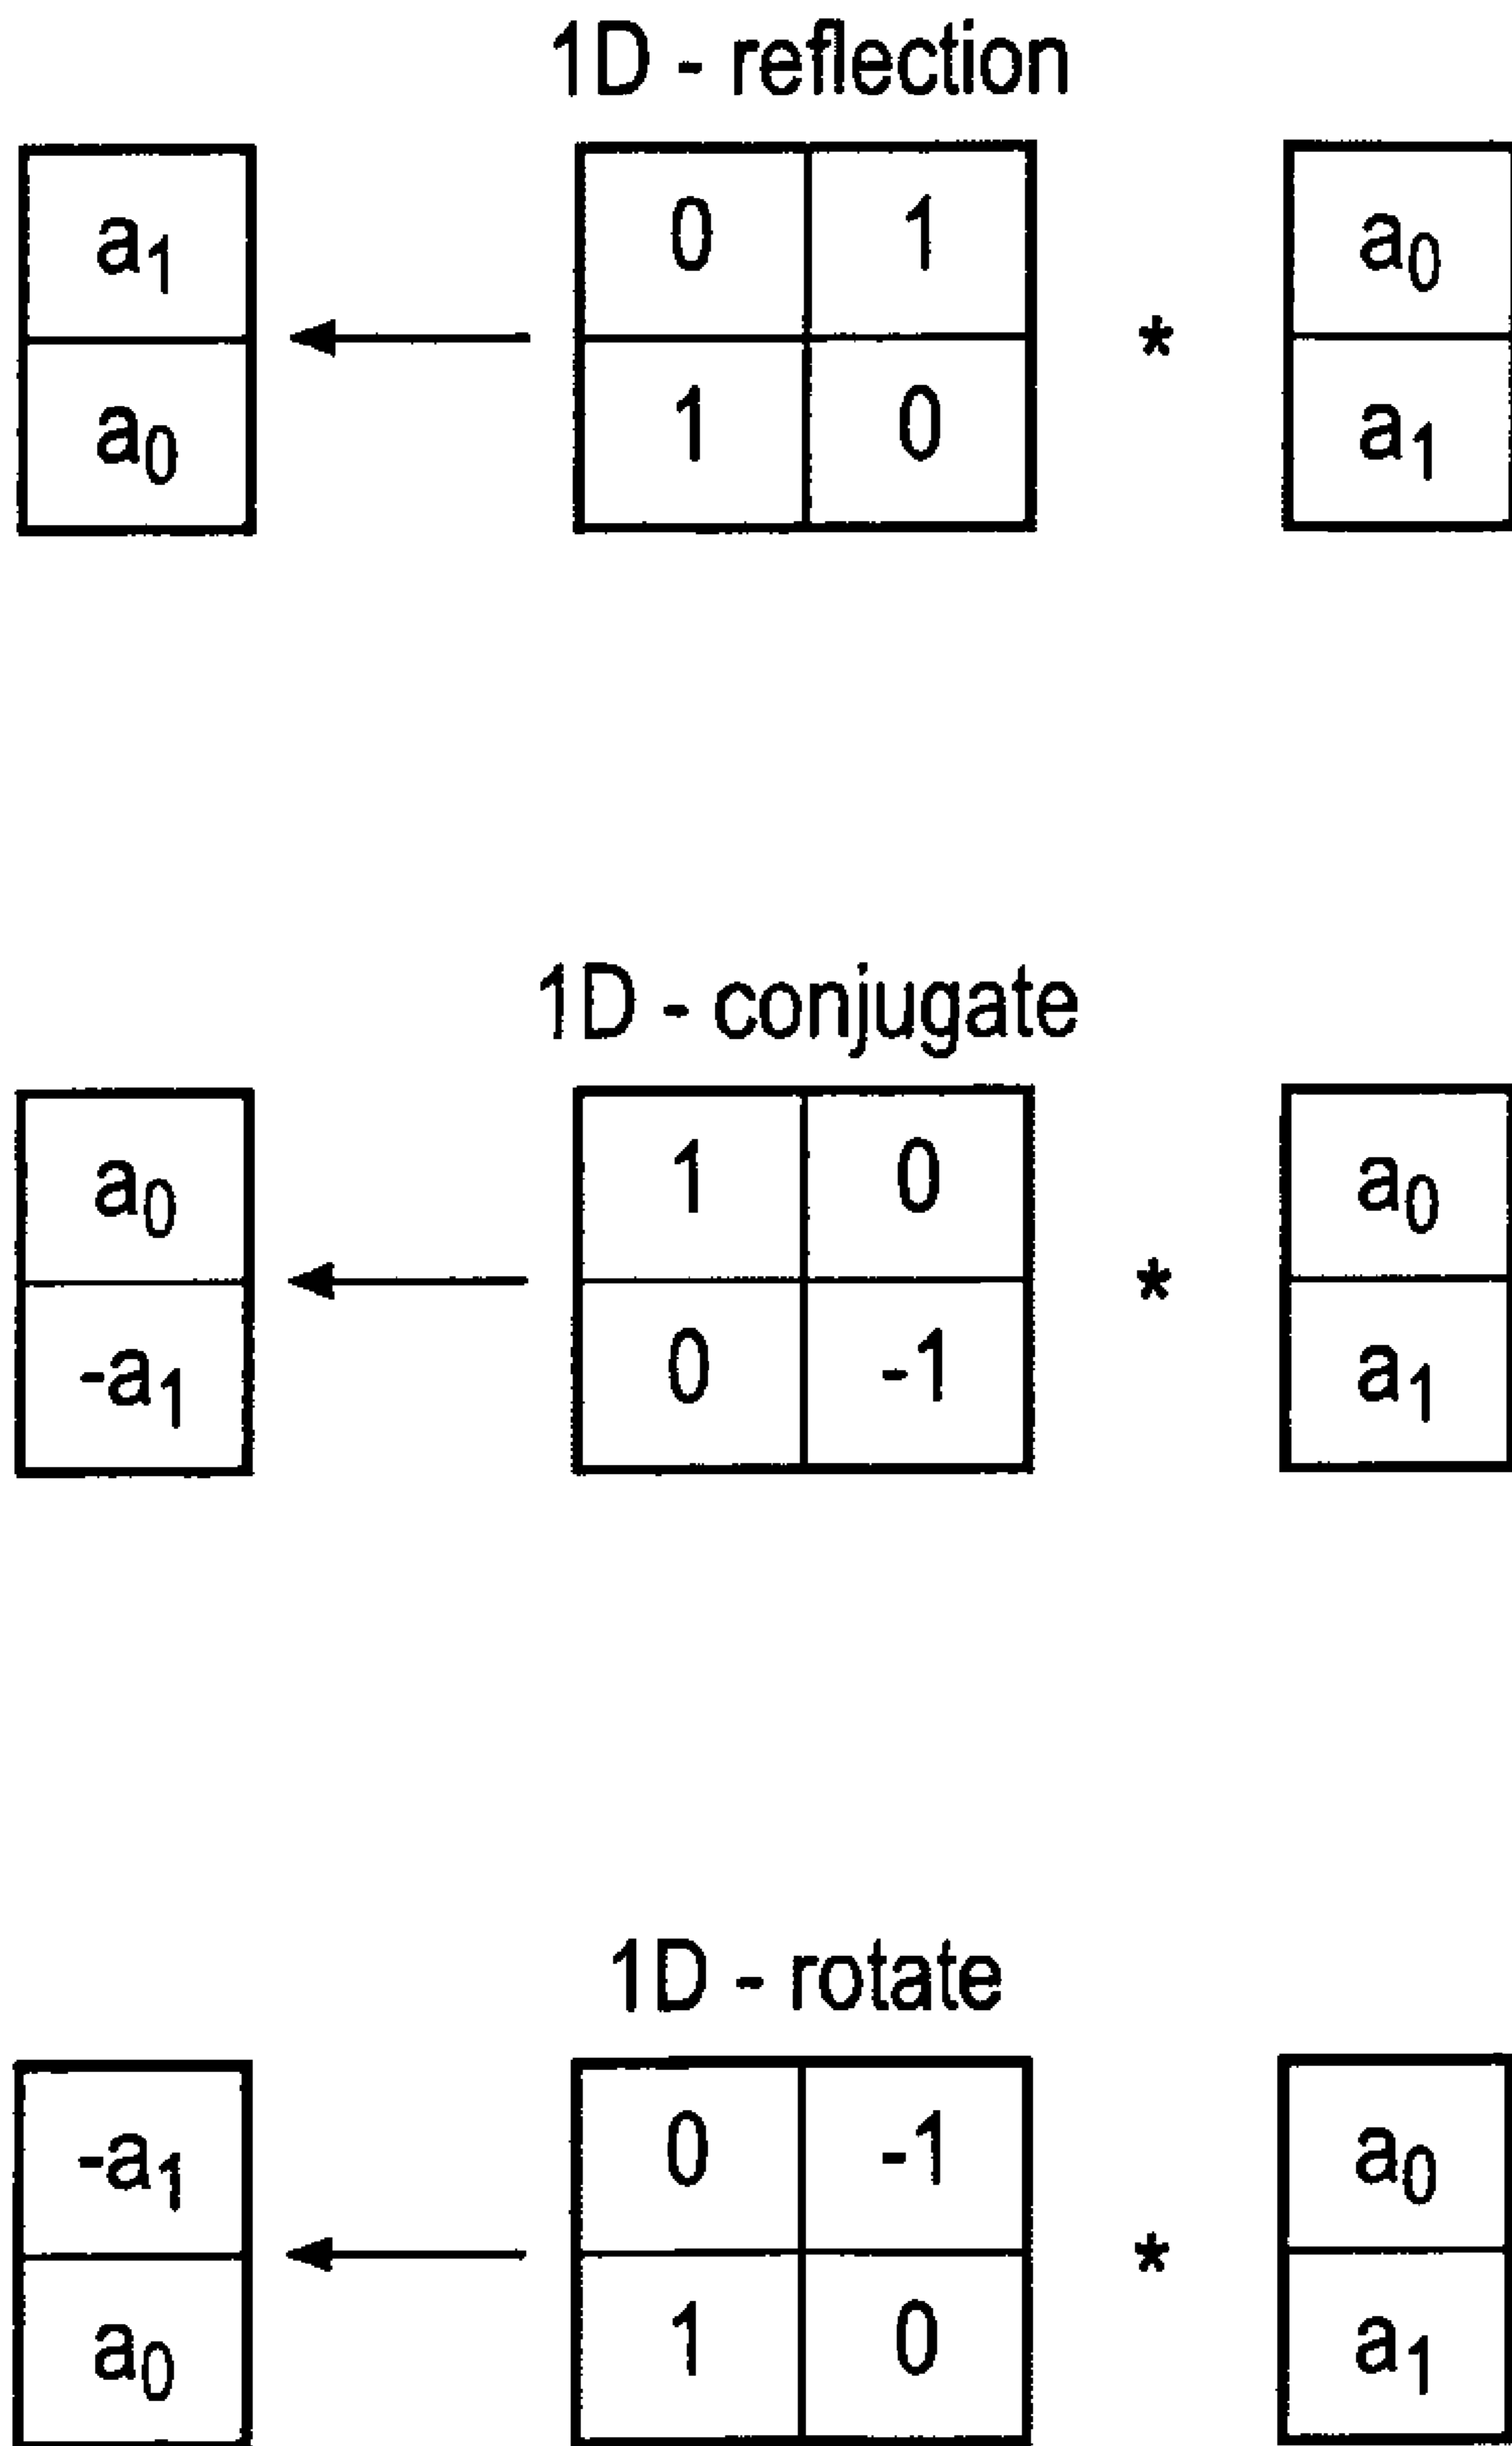 1D - reflection
a₁ 0 1 a₀
*
a₀ 1 0 a₁
1D - conjugate
a₀ 1 0 a₀
*
-a₁ 0 -1 a₁
1D - rotate
-a₁ 0 -1 a₀
*
a₀ 1 0 a₁